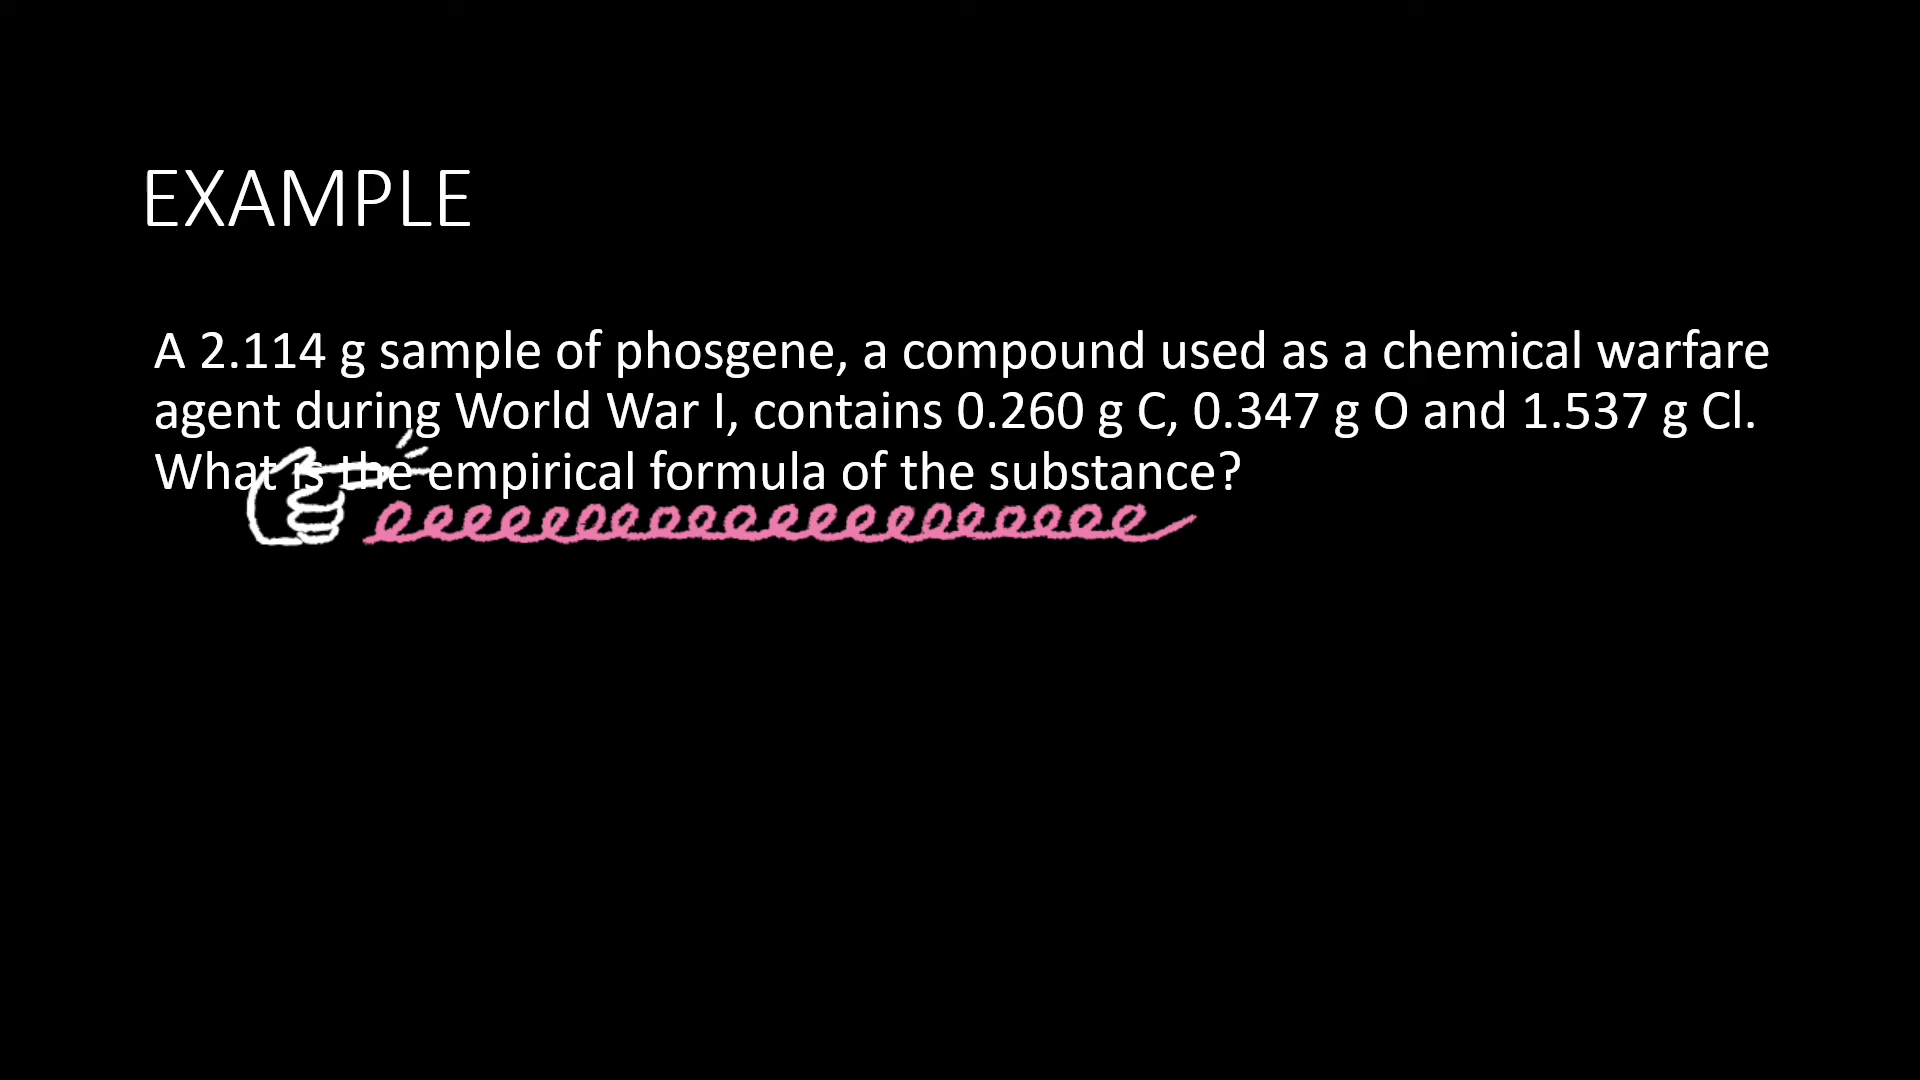 EXAMPLE
A 2.114 g sample of phosgene, a compound used as a chemical warfare
agent during World War I, contains 0.260 g C, 0.347 g O and 1.537 g Cl.
What is the empirical formula of the substance?